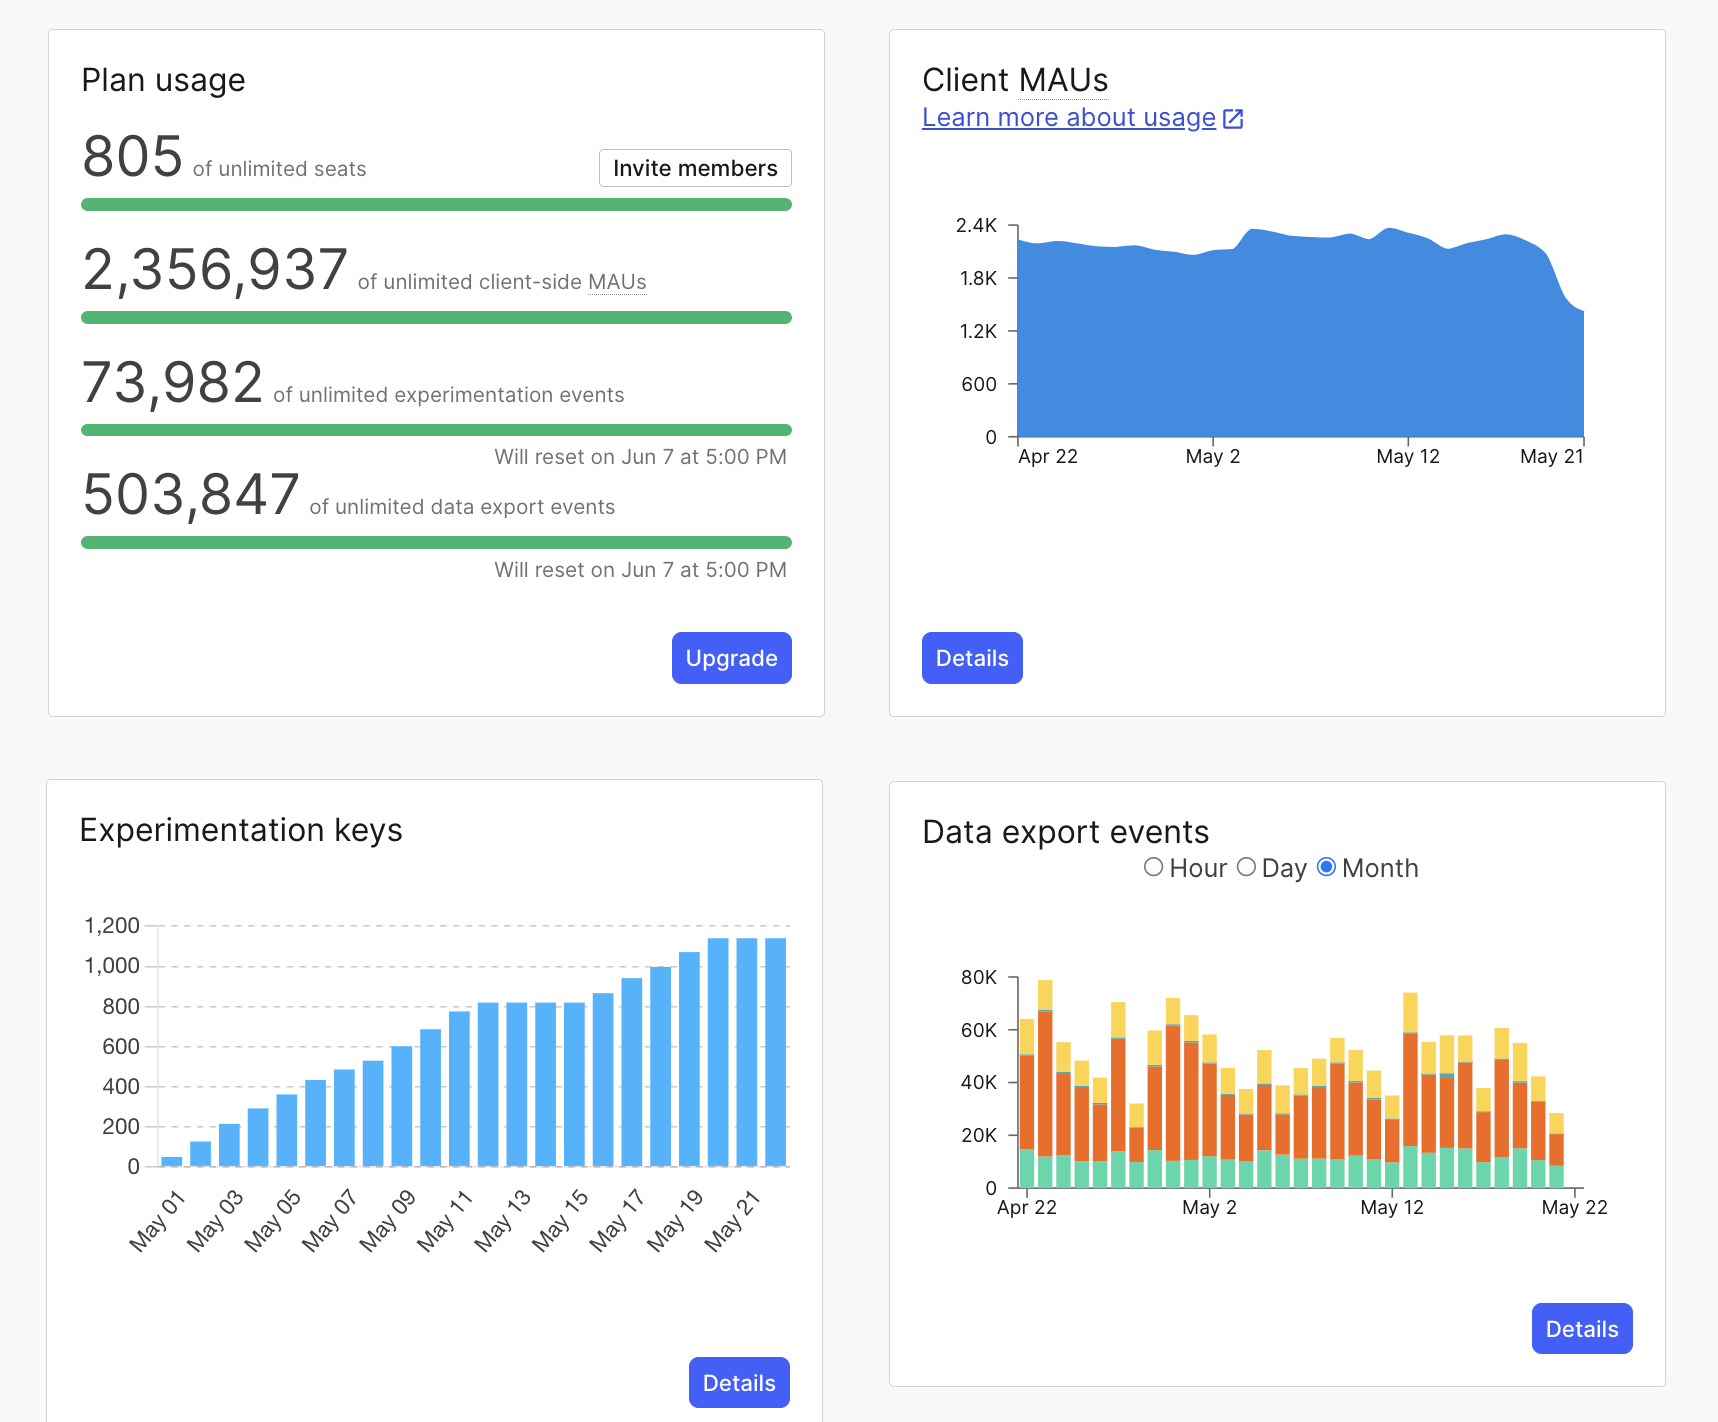 Plan usage
805 of unlimited seats
Invite members
2,356,937 of unlimited client-side MAUs
73,982 of unlimited experimentation events
Will reset on Jun 7 at 5:00 PM
503,847 of unlimited data export events
Will reset on Jun 7 at 5:00 PM
Upgrade
Client MAUs
Learn more about usage
2.4K
1.8K
1.2K
600
0
Apr 22 May 2 May 12 May 21
Details
Experimentation keys
1,200
1,000
800
600
400
200
0
May 01 May 03 May 05 May 07 May 09 May 11 May 13 May 15 May 17 May 19 May 21
Details
Data export events
Hour Day Month
80K
60K
40K
20K
0
Apr 22 May 2 May 12 May 22
Details